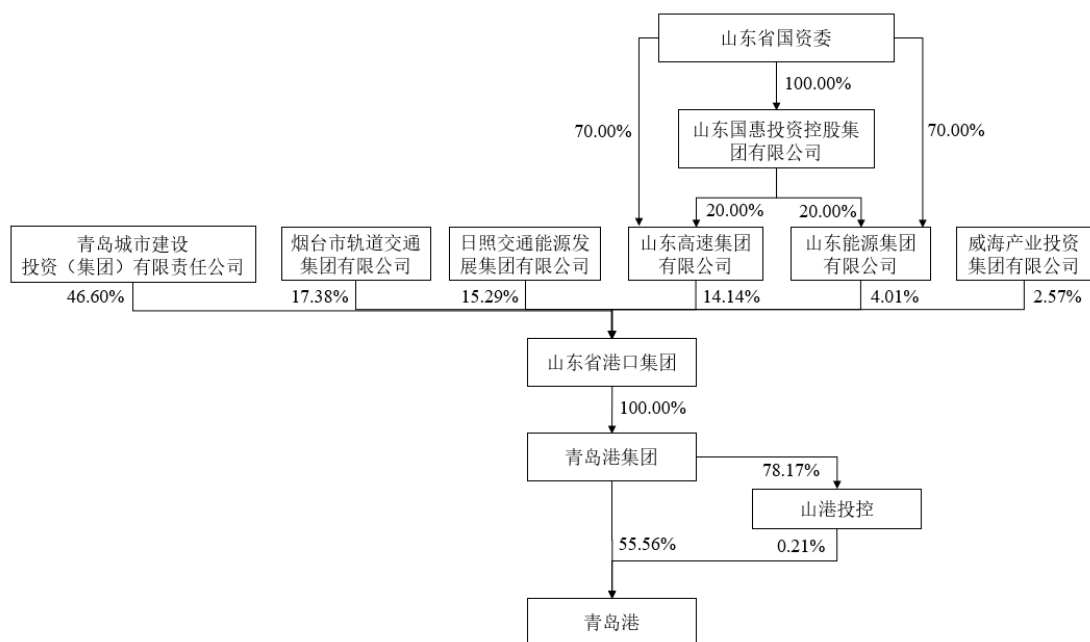 山东省国资委
100.00%
70.00%
山东国惠投资控股集
团有限公司
70.00%
20.00%
20.00%
青岛城市建设
投资（集团）有限责任公司
烟台市轨道交通
集团有限公司
日照交通能源发
展集团有限公司
山东高速集团
有限公司
山东能源集团
有限公司
威海产业投资
集团有限公司
46.60%
17.38%
15.29%
14.14%
4.01%
2.57%
山东省港口集团
100.00%
青岛港集团
78.17%
山港投控
55.56%
0.21%
青岛港